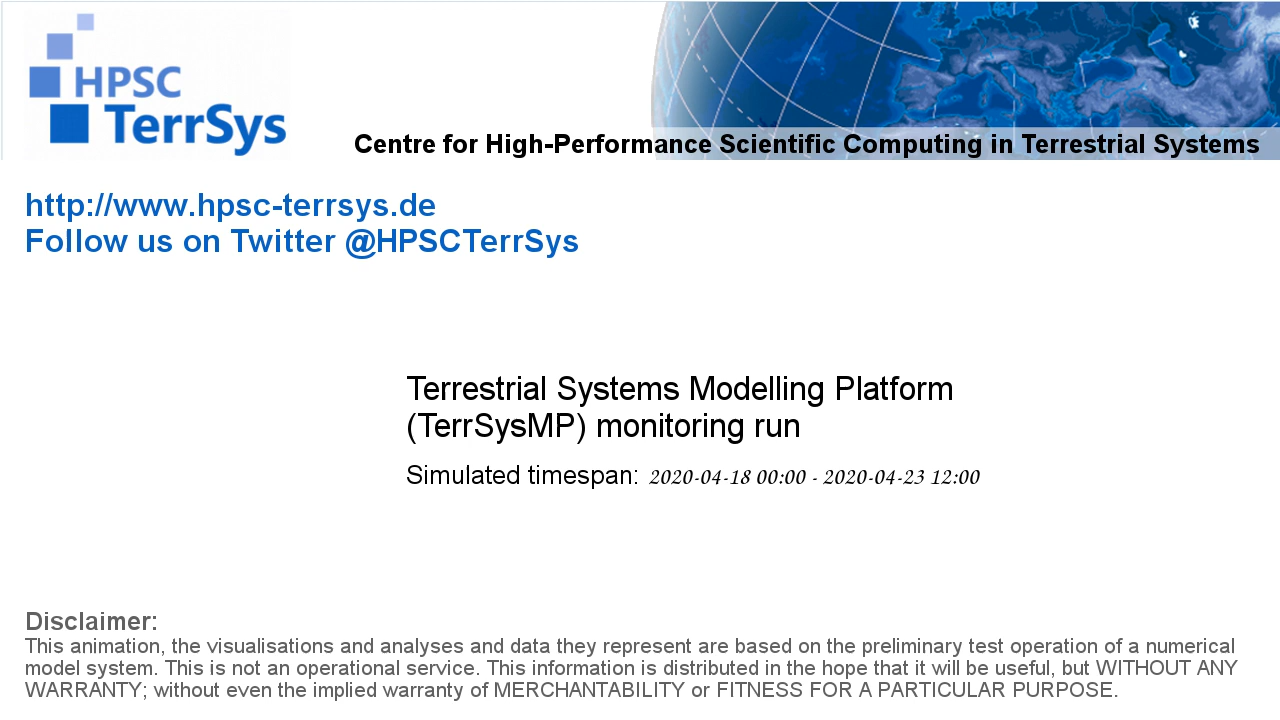 HPSC
TerrSys
Centre for High-Performance Scientific Computing in Terrestrial Systems
http://www.hpsc-terrsys.de
Follow us on Twitter @HPSCTerrSys
Terrestrial Systems Modelling Platform
(TerrSysMP) monitoring run
Simulated timespan: 2020-04-18 00:00 - 2020-04-23 12:00
Disclaimer:
This animation, the visualisations and analyses and data they represent are based on the preliminary test operation of a numerical
model system. This is not an operational service. This information is distributed in the hope that it will be useful, but WITHOUT ANY
WARRANTY; without even the implied warranty of MERCHANTABILITY or FITNESS FOR A PARTICULAR PURPOSE.